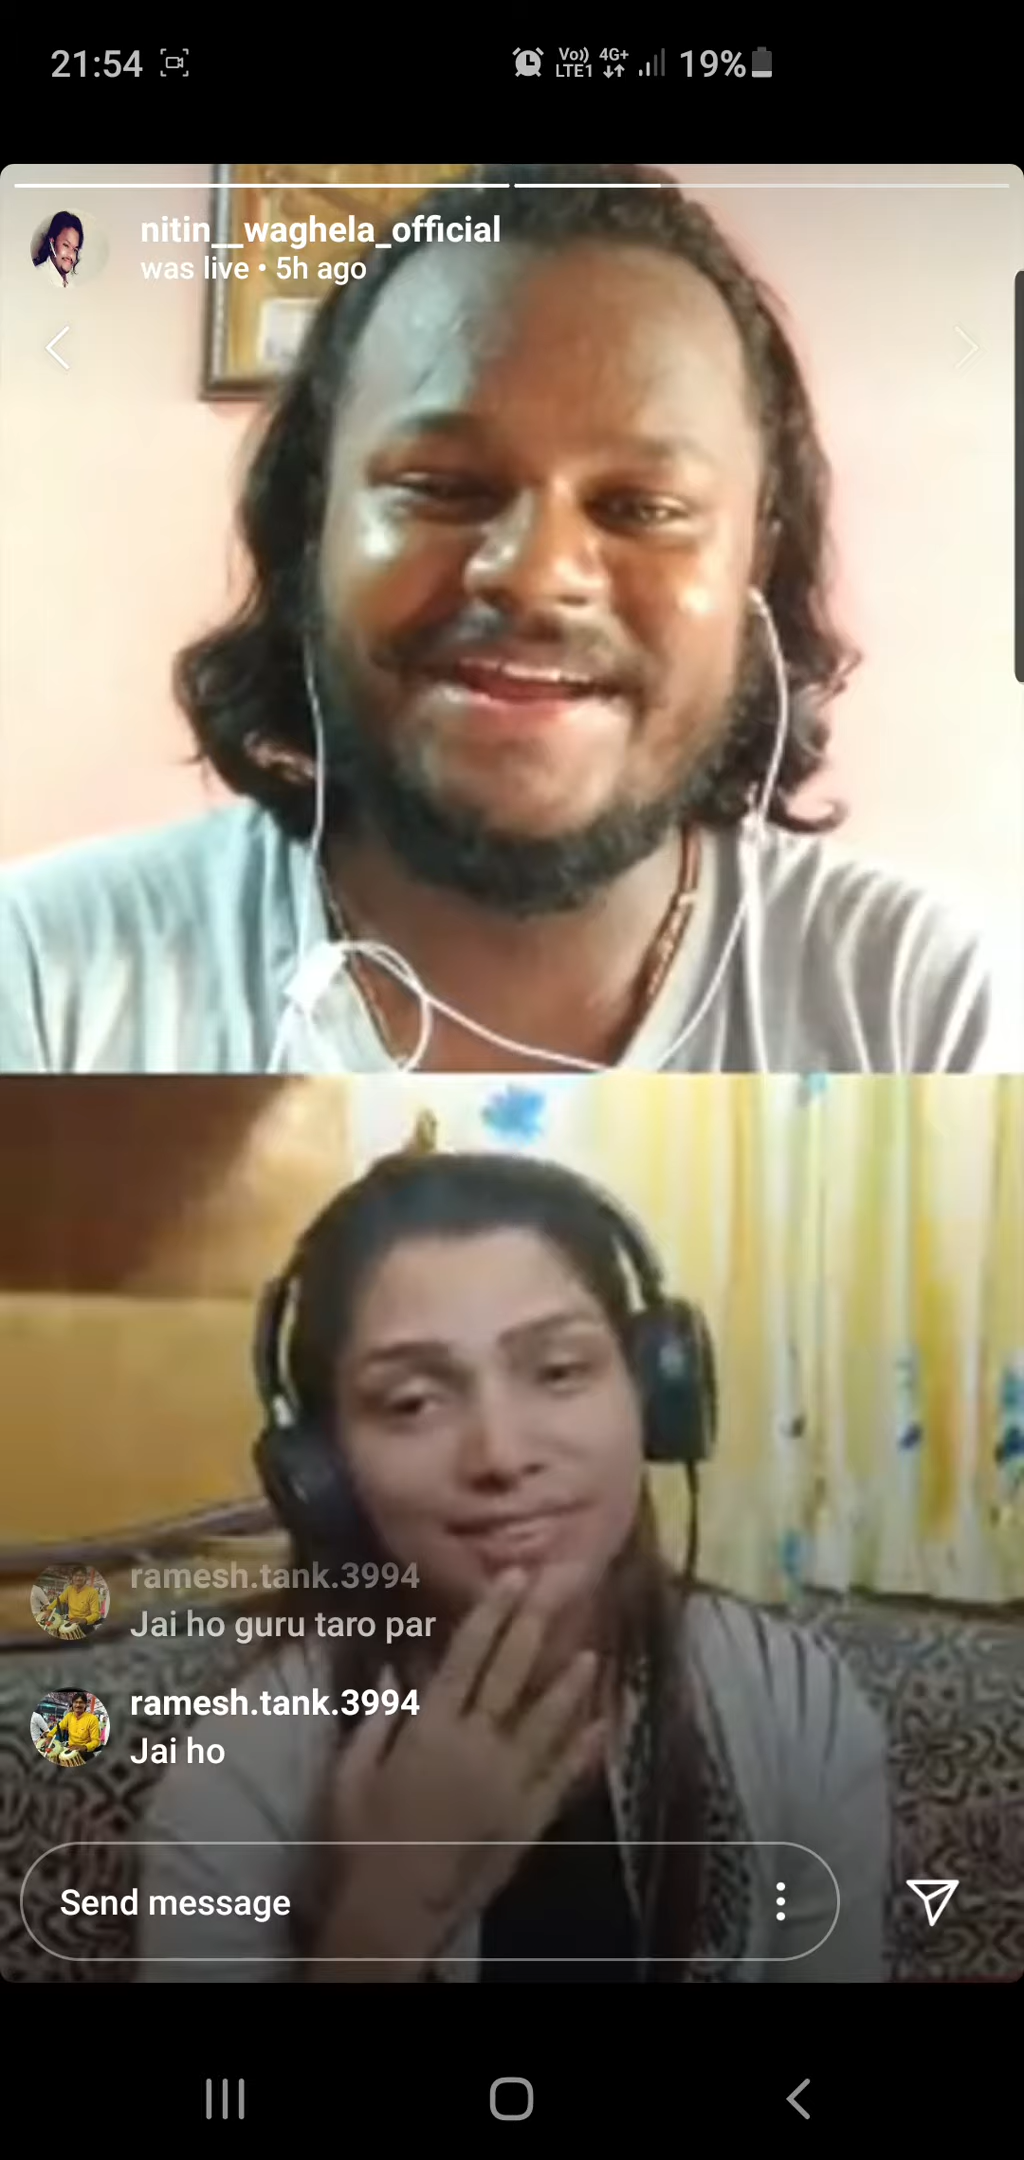 21:54
Vo)) 4G+
LTE1
19%
nitin__waghela_official
was live • 5h ago
ramesh.tank.3994
Jai ho guru taro par
ramesh.tank.3994
Jai ho
Send message